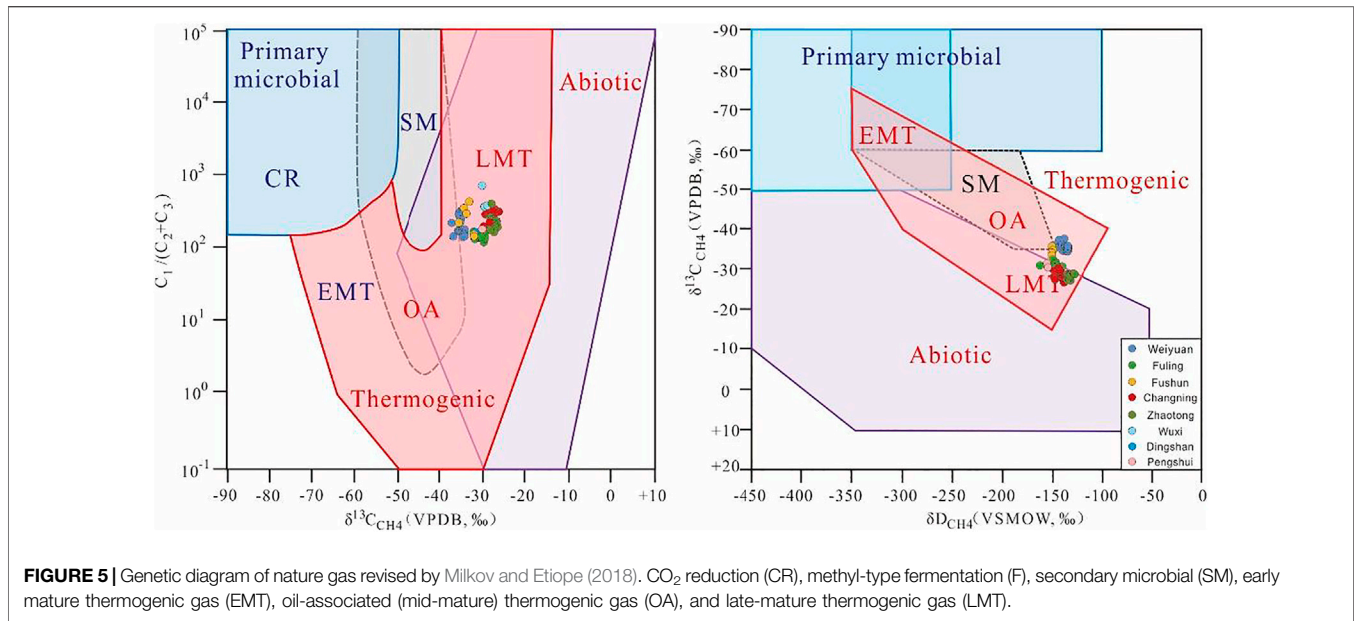 10⁵
10⁴
10³
10²
10¹
10⁰
10⁻¹
C₁/(C₂+C₃)
Primary
microbial
CR
SM
LMT
Abiotic
EMT
OA
Thermogenic
-90 -80 -70 -60 -50 -40 -30 -20 -10 0 +10
δ¹³C_CH4 (VPDB, ‰)
-90
-80
-70
-60
-50
-40
-30
-20
-10
0
+10
+20
δ¹³C_CH4 (VPDB, ‰)
Primary microbial
EMT
SM
Thermogenic
OA
LMT
Abiotic
Weiyuan
Fuling
Fushun
Changning
Zhaotong
Wuxi
Dingshan
Pengshui
-450 -400 -350 -300 -250 -200 -150 -100 -50 0
δD_CH4 (VSMOW, ‰)
FIGURE 5 | Genetic diagram of nature gas revised by Milkov and Etiope (2018). CO₂ reduction (CR), methyl-type fermentation (F), secondary microbial (SM), early
mature thermogenic gas (EMT), oil-associated (mid-mature) thermogenic gas (OA), and late-mature thermogenic gas (LMT).